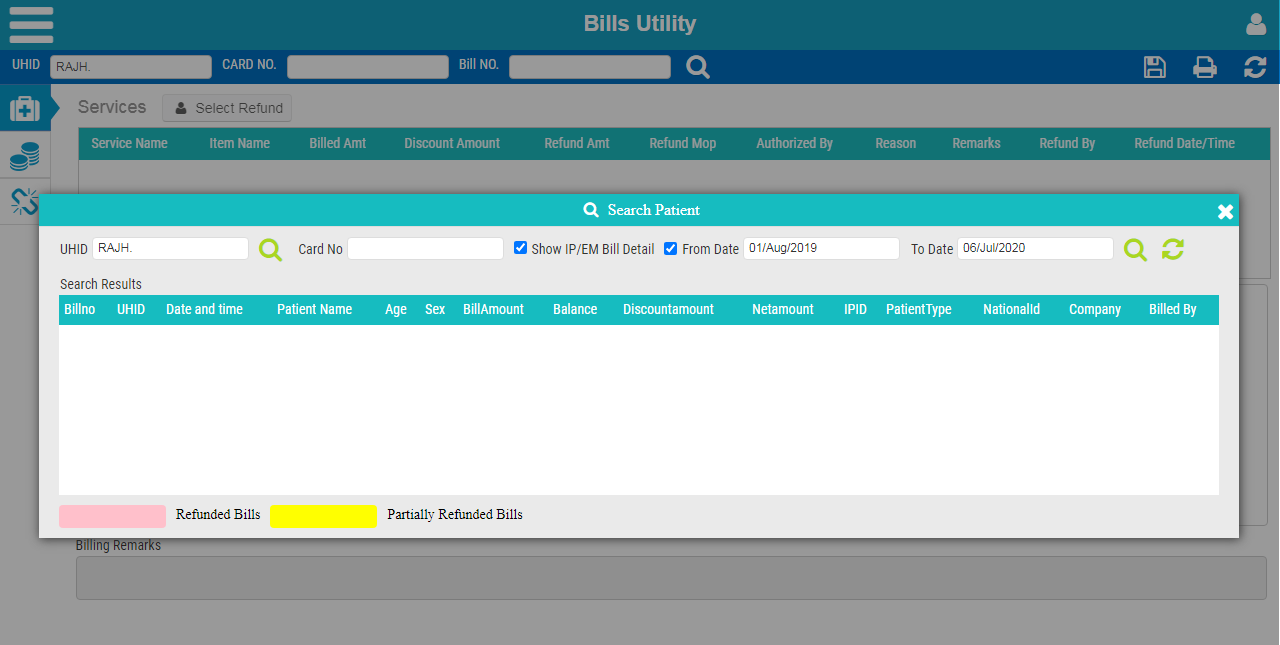 Bills Utility
UHID RAJH. CARD NO. Bill NO.
Services Select Refund
Service Name Item Name Billed Amt Discount Amount Refund Amt Refund Mop Authorized By Reason Remarks Refund By Refund Date/Time
Search Patient
UHID RAJH. Card No Show IP/EM Bill Detail From Date 01/Aug/2019 To Date 06/Jul/2020
Search Results
Billno UHID Date and time Patient Name Age Sex BillAmount Balance Discountamount Netamount IPID PatientType NationalId Company Billed By
Refunded Bills Partially Refunded Bills
Billing Remarks